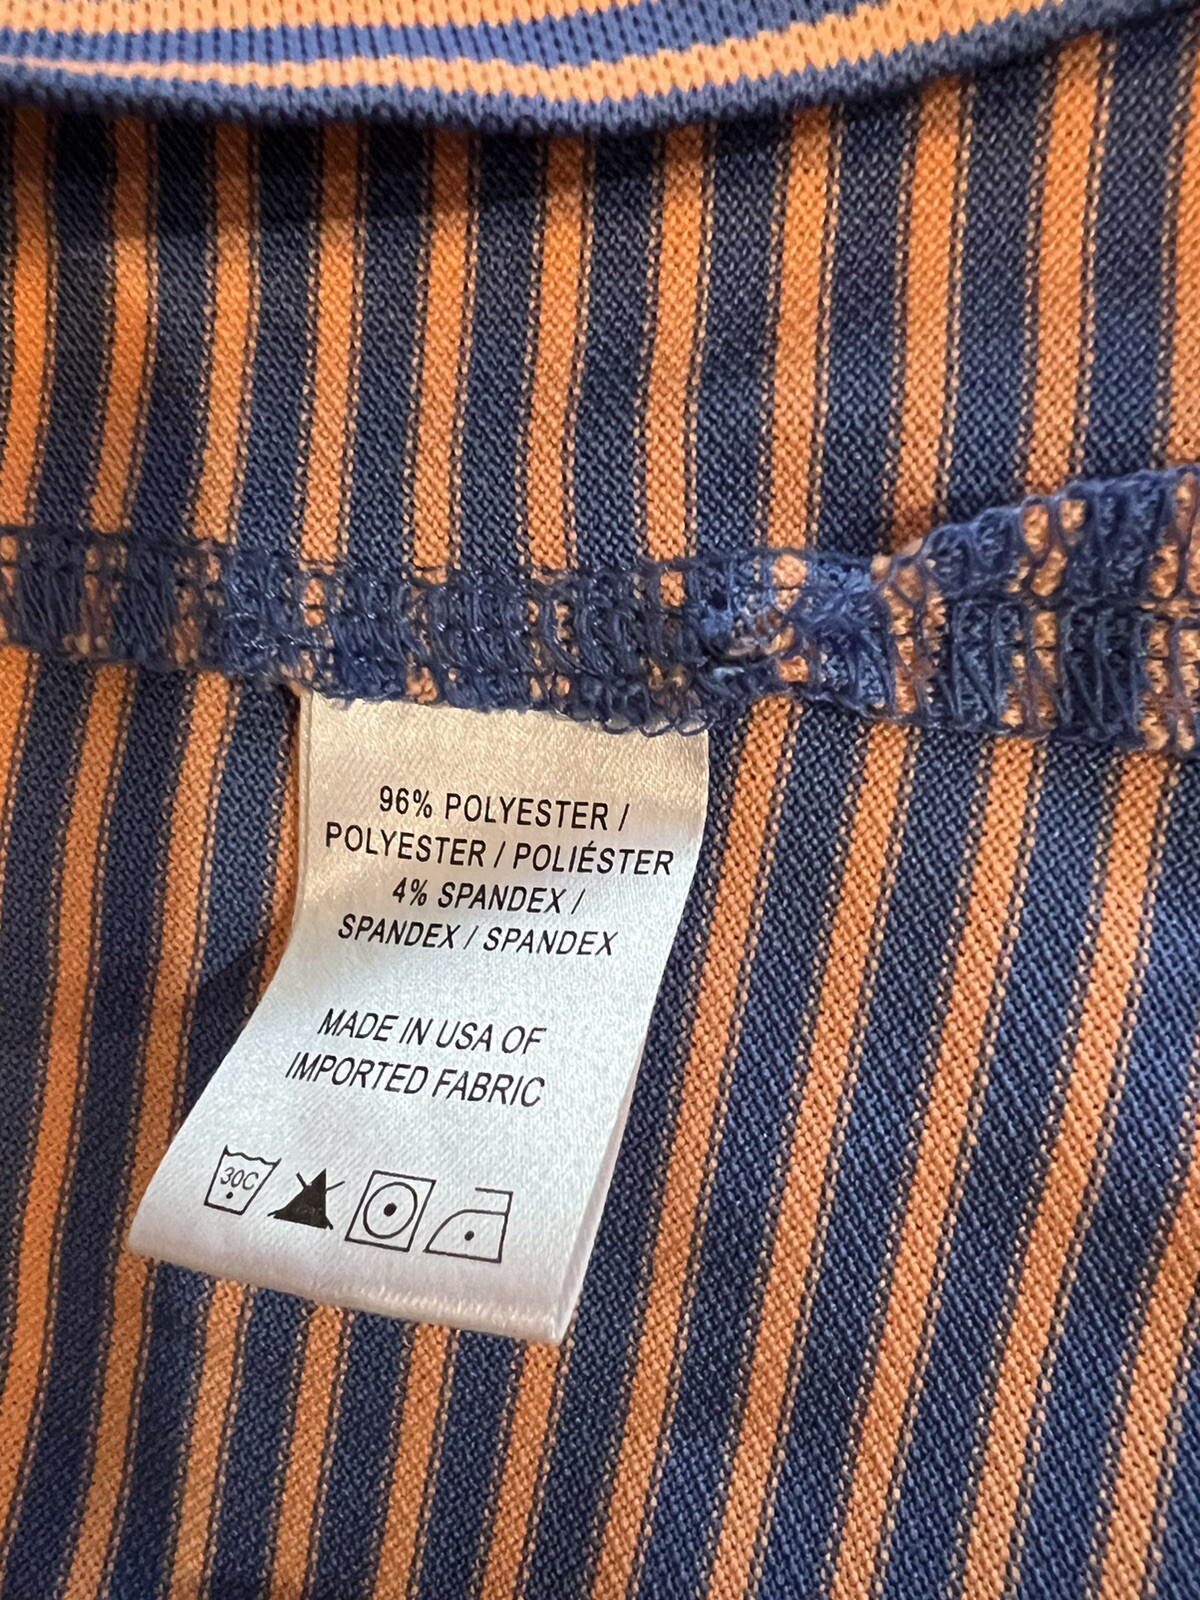 96% POLYESTER /
POLYESTER / POLIÉSTER
4% SPANDEX /
SPANDEX / SPANDEX
MADE IN USA OF
IMPORTED FABRIC
30C